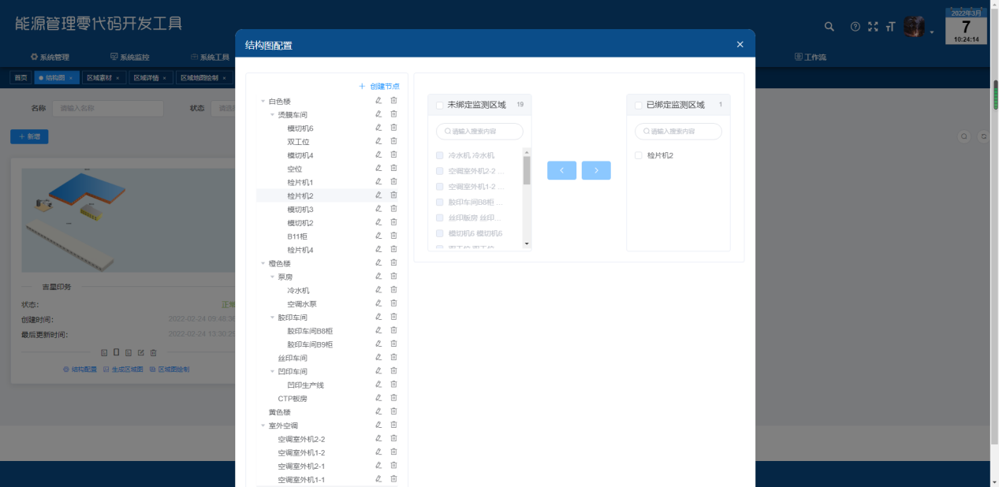 能源管理零代码开发工具
2022年3月
7
10:24:14
系统管理
系统监控
系统工具
工作流
首页
结构图 ×
区域素材 ×
区域详情 ×
区域地图绘制 ×
名称
请输入名称
状态
请选
+ 新增
吉星印务
状态:
正常
创建时间:
2022-02-24 09:46:36
最后更新时间:
2022-02-24 13:30:29
结构配置
生成区域图
区域图绘制
结构图配置
+ 创建节点
白色楼
烫膜车间
模切机6
双工位
模切机4
空位
检片机1
检片机2
模切机3
模切机2
B11柜
检片机4
橙色楼
泵房
冷水机
空调水泵
胶印车间
胶印车间B8柜
胶印车间B9柜
丝印车间
凹印车间
凹印生产线
CTP板房
黄色楼
室外空调
空调室外机2-2
空调室外机1-2
空调室外机2-1
空调室外机1-1
未绑定监测区域 19
请输入搜索内容
冷水机 冷水机
空调室外机2-2 ...
空调室外机1-2 ...
胶印车间B8柜 ...
丝印版房 丝印...
模切机6 模切机6
双工位 双工位
已绑定监测区域 1
请输入搜索内容
检片机2